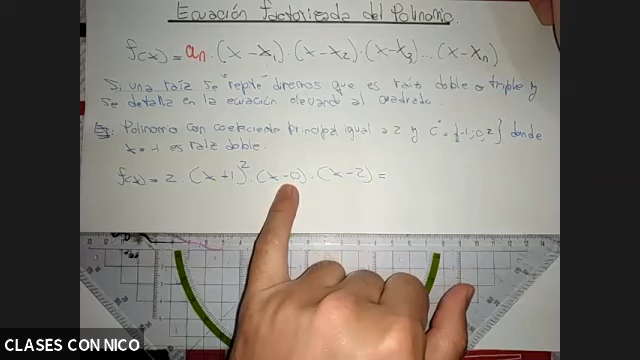 Ecuación factorizada del Polinomio.
f(x) = an · (x - x1) · (x - x2) · (x - x3) ... (x - xn)
Si una raíz se "repite" diremos que es raíz doble o triple y
se detalla en la ecuación elevando al cuadrado.
Ej: Polinomio con coeficiente principal igual a 2 y C° = {-1; 0; 2} donde
x = -1 es raíz doble.
f(x) = 2 · (x + 1)² · (x - 0) · (x - 2) =
CLASES CON NICO